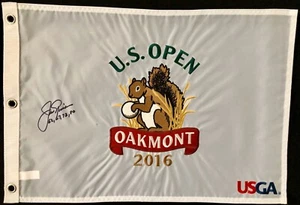 U.S. OPEN
OAKMONT
2016
USGA